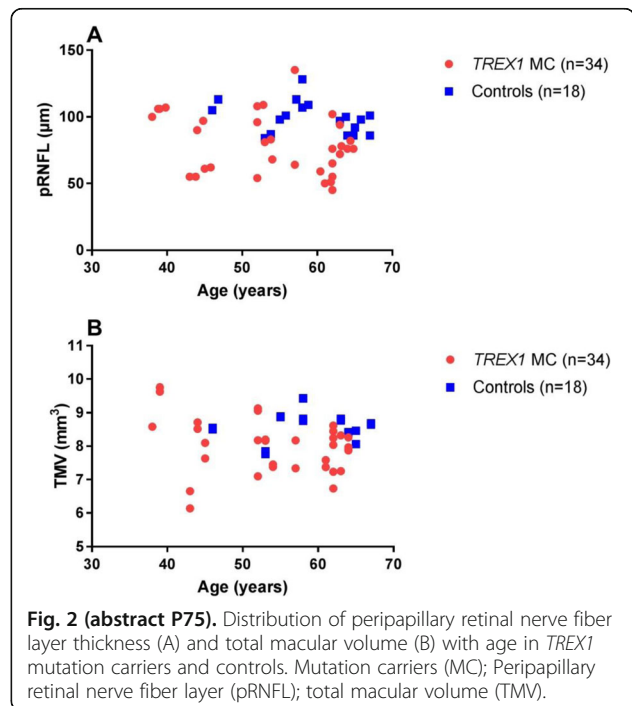 A
150
100
50
0
pRNFL (µm)
30 40 50 60 70
Age (years)
TREX1 MC (n=34)
Controls (n=18)
B
11
10
9
8
7
6
5
TMV (mm³)
30 40 50 60 70
Age (years)
TREX1 MC (n=34)
Controls (n=18)
Fig. 2 (abstract P75). Distribution of peripapillary retinal nerve fiber
layer thickness (A) and total macular volume (B) with age in TREX1
mutation carriers and controls. Mutation carriers (MC); Peripapillary
retinal nerve fiber layer (pRNFL); total macular volume (TMV).